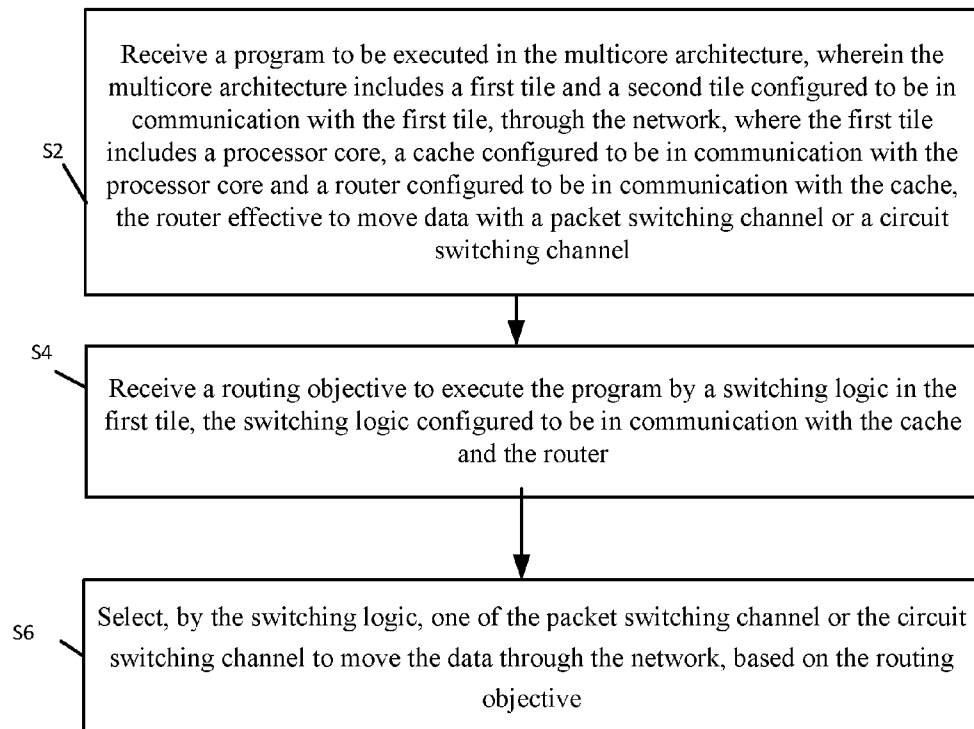 Receive a program to be executed in the multicore architecture, wherein the
multicore architecture includes a first tile and a second tile configured to be in
communication with the first tile, through the network, where the first tile
S2
includes a processor core, a cache configured to be in communication with the
processor core and a router configured to be in communication with the cache,
the router effective to move data with a packet switching channel or a circuit
switching channel
S4
Receive a routing objective to execute the program by a switching logic in the
first tile, the switching logic configured to be in communication with the cache
and the router
S6
Select, by the switching logic, one of the packet switching channel or the circuit
switching channel to move the data through the network, based on the routing
objective